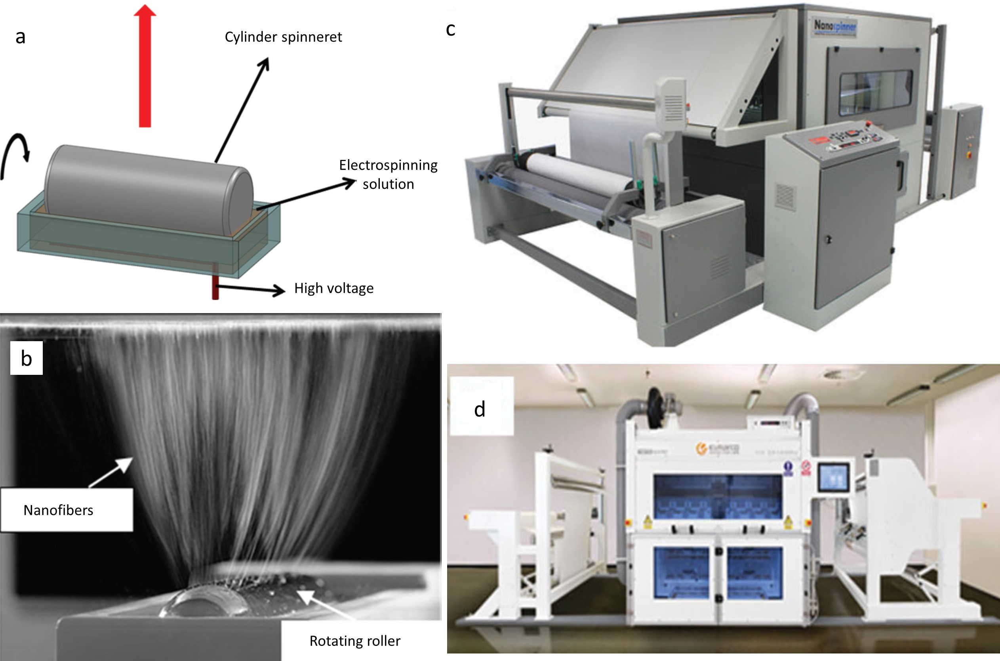 a
Cylinder spinneret
Electrospinning
solution
High voltage
b
Nanofibers
Rotating roller
c
Nanospinner
d